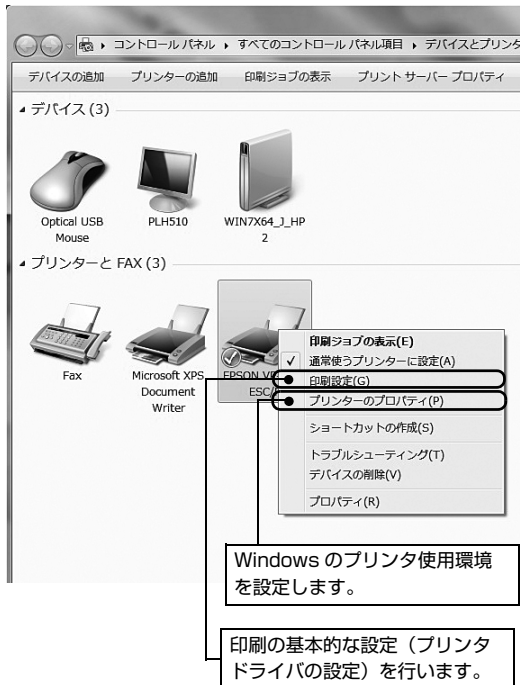 コントロール パネル ▸ すべてのコントロール パネル項目 ▸ デバイスとプリンタ
デバイスの追加 プリンターの追加 印刷ジョブの表示 プリント サーバー プロパティ
デバイス (3)
Optical USB
Mouse
PLH510
WIN7X64_J_HP
2
プリンターと FAX (3)
Fax
Microsoft XPS
Document
Writer
EPSON
ESC/
印刷ジョブの表示(E)
通常使うプリンターに設定(A)
印刷設定(G)
プリンターのプロパティ(P)
ショートカットの作成(S)
トラブルシューティング(T)
デバイスの削除(V)
プロパティ(R)
Windows のプリンタ使用環境
を設定します。
印刷の基本的な設定（プリンタ
ドライバの設定）を行います。